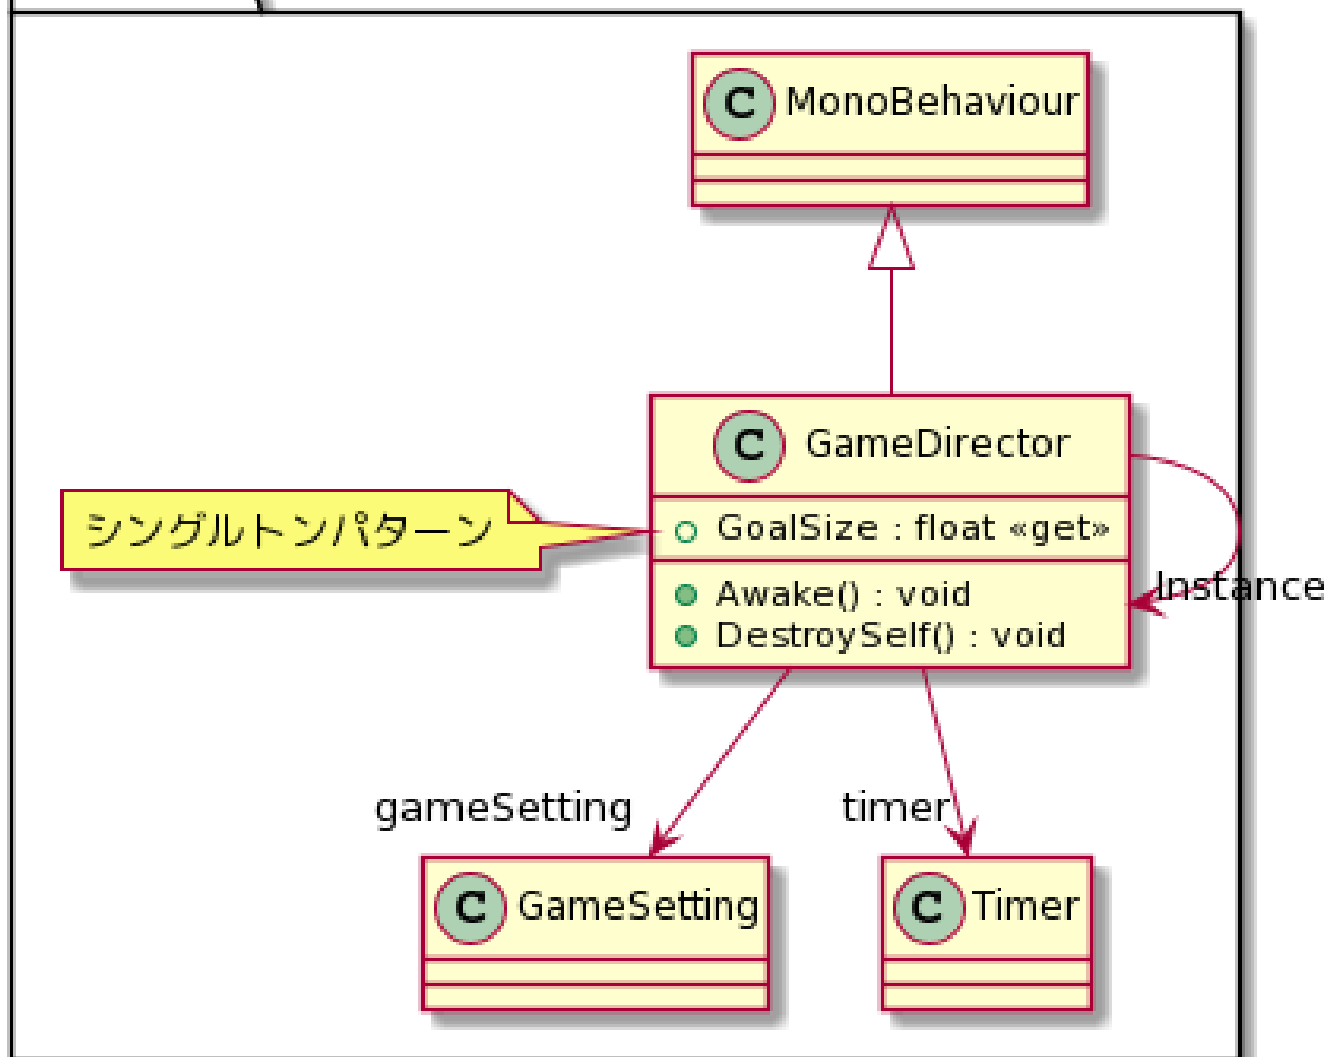 C MonoBehaviour
C GameDirector
シングルトンパターン
GoalSize : float «get»
Awake() : void
DestroySelf() : void
Instance
gameSetting
timer
C GameSetting
C Timer